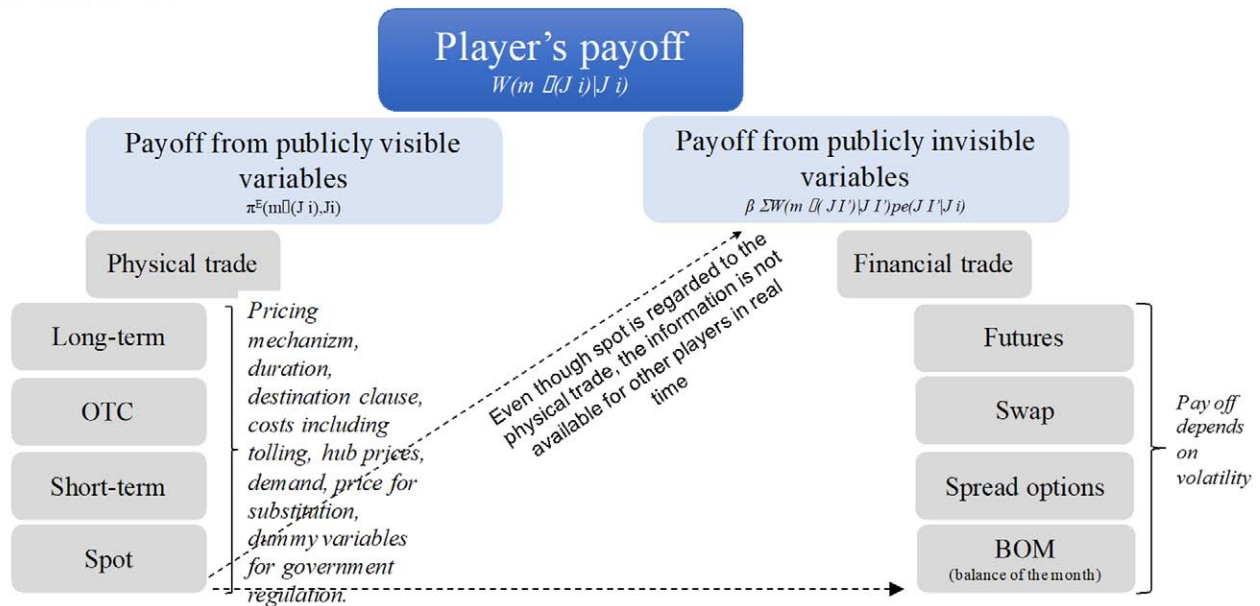 Player's payoff
W(m ▯(J i)|J i)
Payoff from publicly visible
variables
πᴱ(m▯(J i),Ji)
Payoff from publicly invisible
variables
β ΣW(m ▯( J I')|J I')pe(J I'|J i)
Physical trade
Financial trade
Long-term
OTC
Short-term
Spot
Pricing
mechanizm,
duration,
destination clause,
costs including
tolling, hub prices,
demand, price for
substitution,
dummy variables
for government
regulation.
Even though spot is regarded to the
physical trade, the information is not
available for other players in real
time
Futures
Swap
Spread options
BOM
(balance of the month)
Pay off
depends
on
volatility